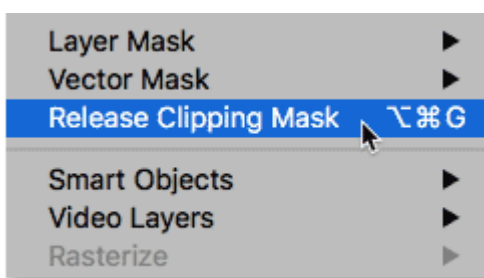 Layer Mask ▶
Vector Mask ▶
Release Clipping Mask ⌥⌘G
Smart Objects ▶
Video Layers ▶
Rasterize ▶